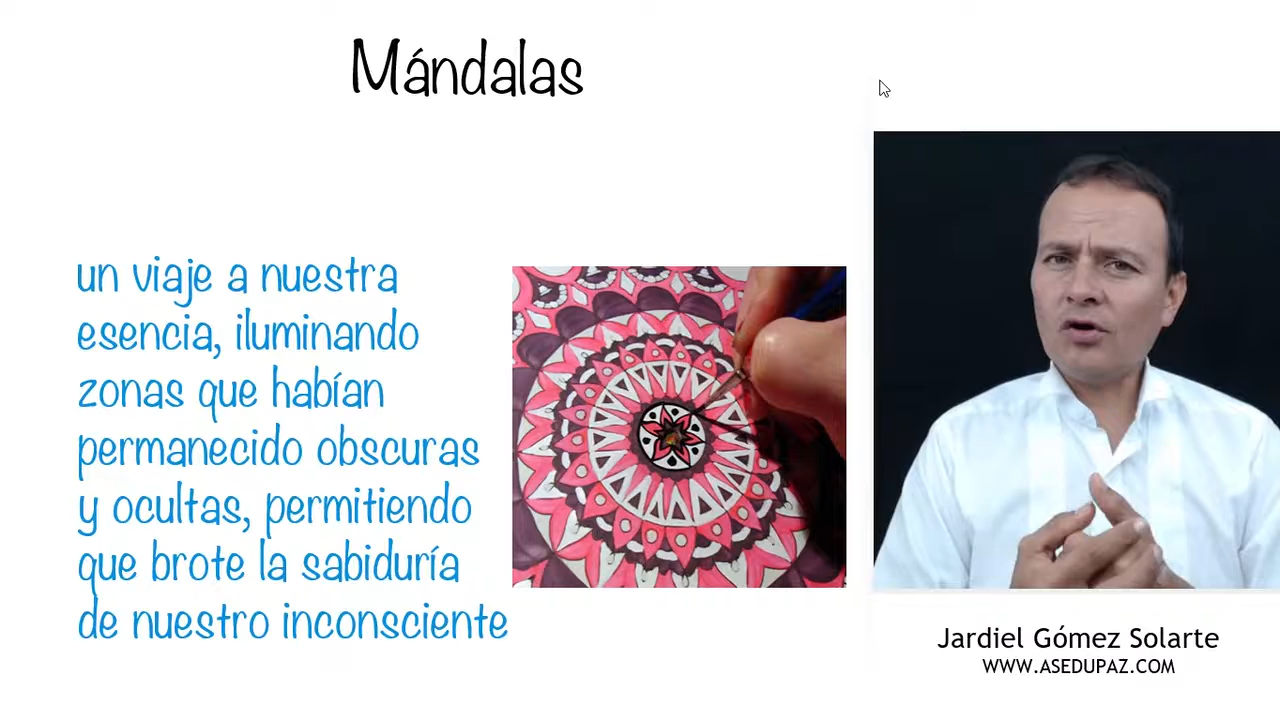 Mándalas
un viaje a nuestra
esencia, iluminando
zonas que habían
permanecido obscuras
y ocultas, permitiendo
que brote la sabiduría
de nuestro inconsciente
Jardiel Gómez Solarte
WWW.ASEDUPAZ.COM